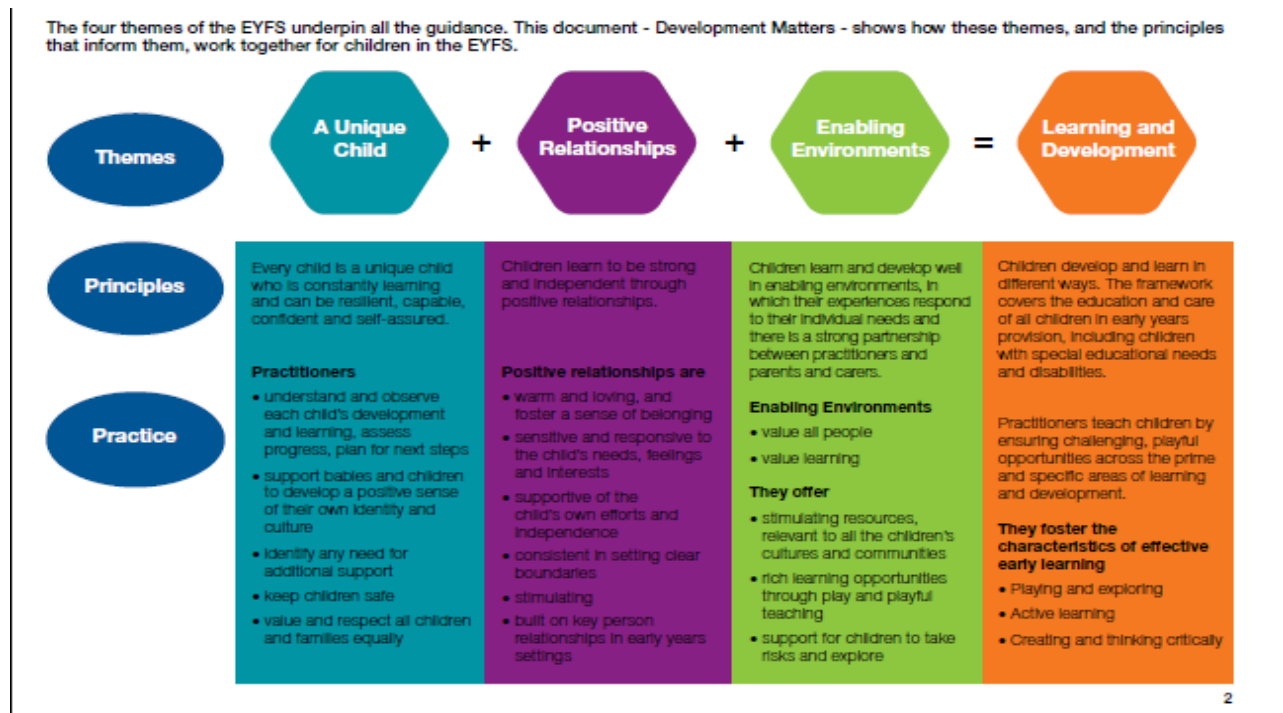 The four themes of the EYFS underpin all the guidance. This document - Development Matters - shows how these themes, and the principles
that inform them, work together for children in the EYFS.
Themes
A Unique
Child
+
Positive
Relationships
+
Enabling
Environments
=
Learning and
Development
Principles
Every child is a unique child
who is constantly learning
and can be resilient, capable,
confident and self-assured.
Children learn to be strong
and independent through
positive relationships.
Children learn and develop well
in enabling environments, in
which their experiences respond
to their individual needs and
there is a strong partnership
between practitioners and
parents and carers.
Children develop and learn in
different ways. The framework
covers the education and care
of all children in early years
provision, including children
with special educational needs
and disabilities.
Practice
Practitioners
• understand and observe
each child's development
and learning, assess
progress, plan for next steps
• support babies and children
to develop a positive sense
of their own identity and
culture
• identify any need for
additional support
• keep children safe
• value and respect all children
and families equally
Positive relationships are
• warm and loving, and
foster a sense of belonging
• sensitive and responsive to
the child's needs, feelings
and interests
• supportive of the
child's own efforts and
independence
• consistent in setting clear
boundaries
• stimulating
• built on key person
relationships in early years
settings
Enabling Environments
• value all people
• value learning
They offer
• stimulating resources,
relevant to all the children's
cultures and communities
• rich learning opportunities
through play and playful
teaching
• support for children to take
risks and explore
Practitioners teach children by
ensuring challenging, playful
opportunities across the prime
and specific areas of learning
and development.
They foster the
characteristics of effective
early learning
• Playing and exploring
• Active learning
• Creating and thinking critically
2